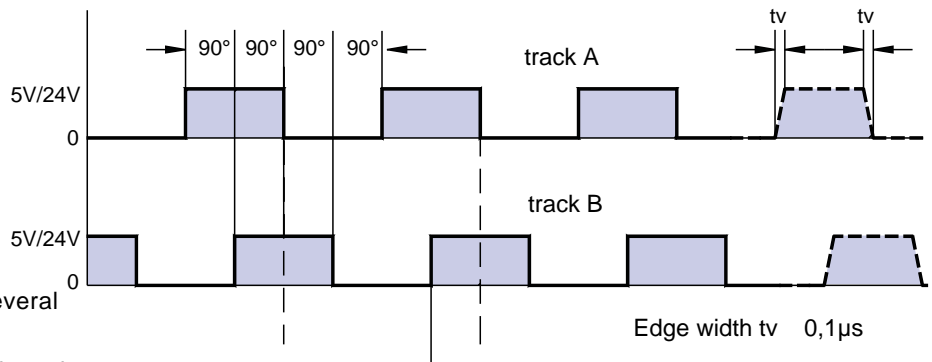 tv tv
90° 90° 90° 90°
track A
5V/24V
0
track B
5V/24V
0
everal
Edge width tv 0,1µs